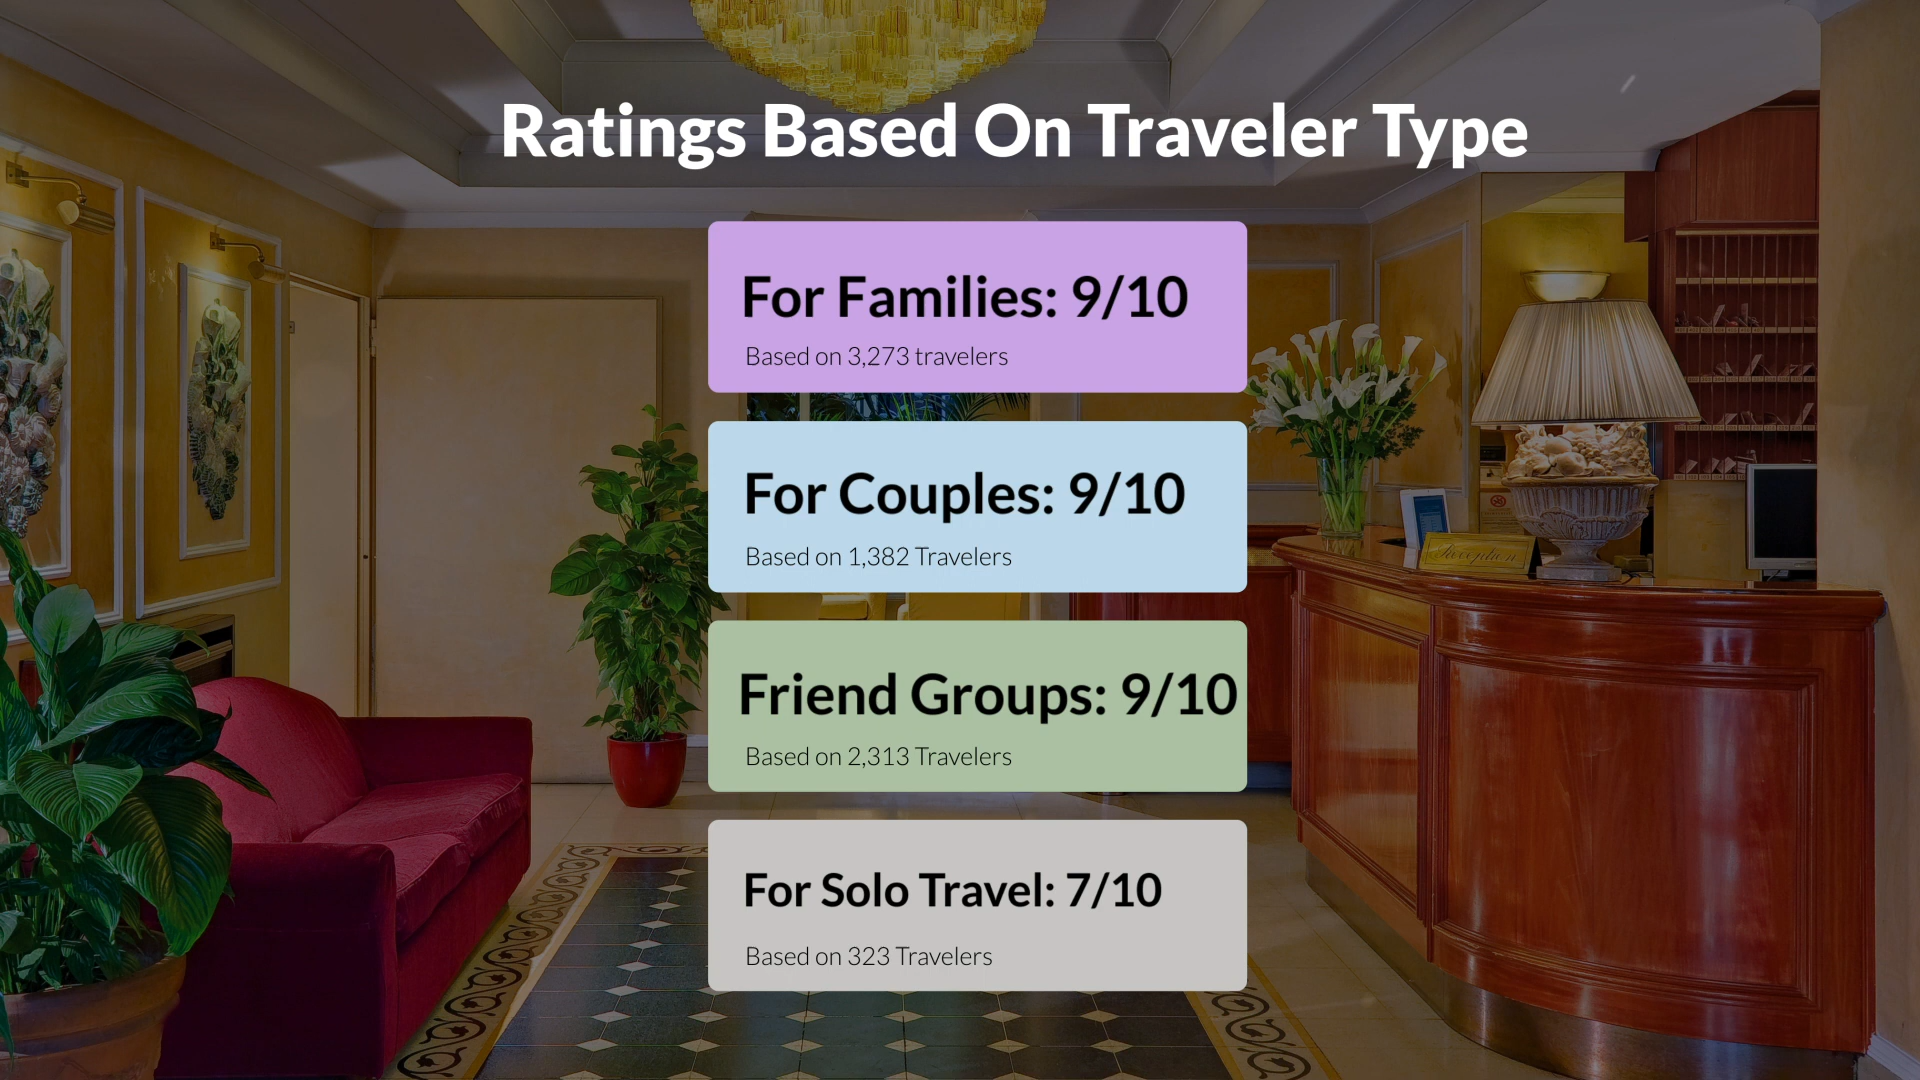 Ratings Based On Traveler Type
For Families: 9/10
Based on 3,273 travelers
For Couples: 9/10
Based on 1,382 Travelers
Reception
Friend Groups: 9/10
Based on 2,313 Travelers
For Solo Travel: 7/10
Based on 323 Travelers